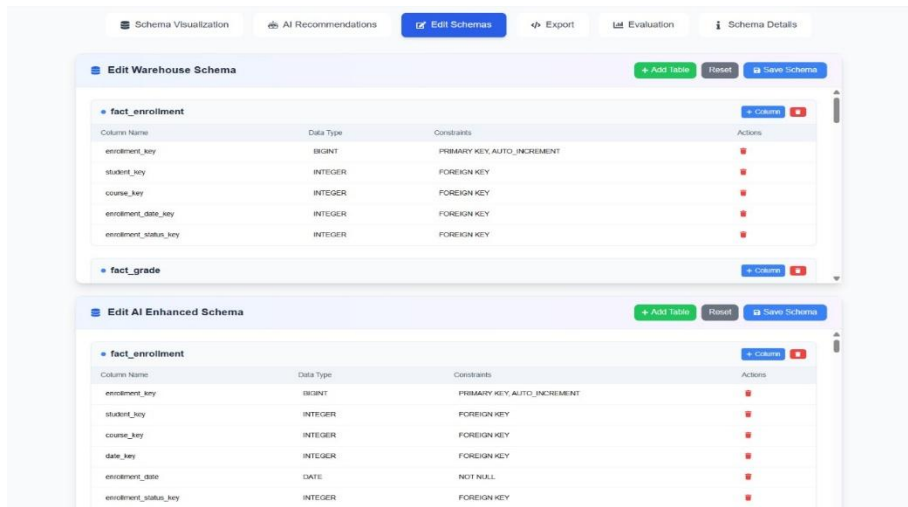 Schema Visualization AI Recommendations Edit Schemas </> Export Evaluation Schema Details
Edit Warehouse Schema + Add Table Reset Save Schema
fact_enrollment + Column
Column Name Data Type Constraints Actions
enrollment_key BIGINT PRIMARY KEY, AUTO_INCREMENT
student_key INTEGER FOREIGN KEY
course_key INTEGER FOREIGN KEY
enrollment_date_key INTEGER FOREIGN KEY
enrollment_status_key INTEGER FOREIGN KEY
fact_grade + Column
Edit AI Enhanced Schema + Add Table Reset Save Schema
fact_enrollment + Column
Column Name Data Type Constraints Actions
enrollment_key BIGINT PRIMARY KEY, AUTO_INCREMENT
student_key INTEGER FOREIGN KEY
course_key INTEGER FOREIGN KEY
date_key INTEGER FOREIGN KEY
enrollment_date DATE NOT NULL
enrollment_status_key INTEGER FOREIGN KEY